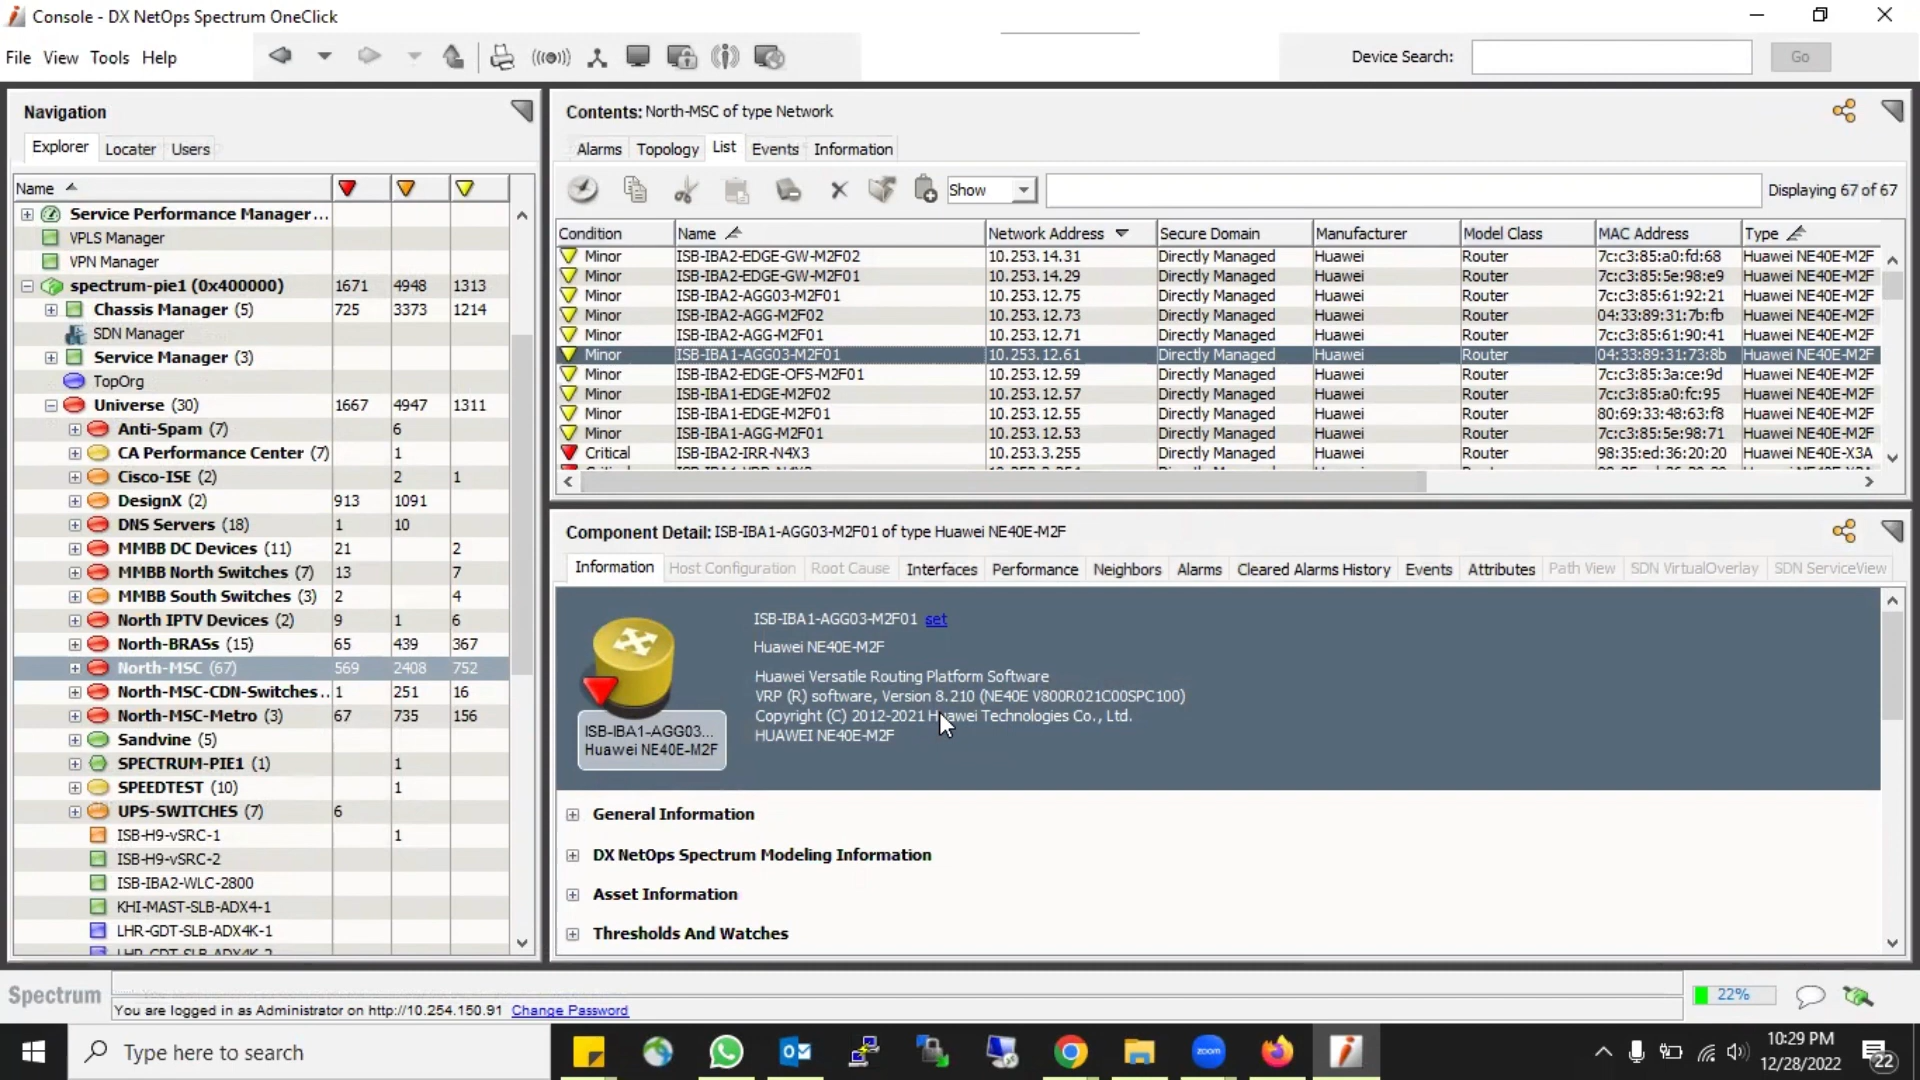 Console - DX NetOps Spectrum OneClick
File View Tools Help
Device Search:
Go
Navigation
Explorer Locater Users
Name
Service Performance Manager...
VPLS Manager
VPN Manager
spectrum-pie1 (0x400000) 1671 4948 1313
Chassis Manager (5) 725 3373 1214
SDN Manager
Service Manager (3)
TopOrg
Universe (30) 1667 4947 1311
Anti-Spam (7) 6
CA Performance Center (7) 1
Cisco-ISE (2) 2 1
DesignX (2) 913 1091
DNS Servers (18) 1 10
MMBB DC Devices (11) 21 2
MMBB North Switches (7) 13 7
MMBB South Switches (3) 2 4
North IPTV Devices (2) 9 1 6
North-BRASs (15) 65 439 367
North-MSC (67) 569 2408 752
North-MSC-CDN-Switches.. 1 251 16
North-MSC-Metro (3) 67 735 156
Sandvine (5)
SPECTRUM-PIE1 (1) 1
SPEEDTEST (10) 1
UPS-SWITCHES (7) 6
ISB-H9-vSRC-1 1
ISB-H9-vSRC-2
ISB-IBA2-WLC-2800
KHI-MAST-SLB-ADX4-1
LHR-GDT-SLB-ADX4K-1
LHR-GDT-SLB-ADX4K-2
Contents: North-MSC of type Network
Alarms Topology List Events Information
Show
Displaying 67 of 67
Condition Name Network Address Secure Domain Manufacturer Model Class MAC Address Type
Minor ISB-IBA2-EDGE-GW-M2F02 10.253.14.31 Directly Managed Huawei Router 7c:c3:85:a0:fd:68 Huawei NE40E-M2F
Minor ISB-IBA2-EDGE-GW-M2F01 10.253.14.29 Directly Managed Huawei Router 7c:c3:85:5e:98:e9 Huawei NE40E-M2F
Minor ISB-IBA2-AGG03-M2F01 10.253.12.75 Directly Managed Huawei Router 7c:c3:85:61:92:21 Huawei NE40E-M2F
Minor ISB-IBA2-AGG-M2F02 10.253.12.73 Directly Managed Huawei Router 04:33:89:31:7b:fb Huawei NE40E-M2F
Minor ISB-IBA2-AGG-M2F01 10.253.12.71 Directly Managed Huawei Router 7c:c3:85:61:90:41 Huawei NE40E-M2F
Minor ISB-IBA1-AGG03-M2F01 10.253.12.61 Directly Managed Huawei Router 04:33:89:31:73:8b Huawei NE40E-M2F
Minor ISB-IBA2-EDGE-OFS-M2F01 10.253.12.59 Directly Managed Huawei Router 7c:c3:85:3a:ce:9d Huawei NE40E-M2F
Minor ISB-IBA1-EDGE-M2F02 10.253.12.57 Directly Managed Huawei Router 7c:c3:85:a0:fc:95 Huawei NE40E-M2F
Minor ISB-IBA1-EDGE-M2F01 10.253.12.55 Directly Managed Huawei Router 80:69:33:48:63:f8 Huawei NE40E-M2F
Minor ISB-IBA1-AGG-M2F01 10.253.12.53 Directly Managed Huawei Router 7c:c3:85:5e:98:71 Huawei NE40E-M2F
Critical ISB-IBA2-IRR-N4X3 10.253.3.255 Directly Managed Huawei Router 98:35:ed:36:20:20 Huawei NE40E-X3A
Component Detail: ISB-IBA1-AGG03-M2F01 of type Huawei NE40E-M2F
Information Host Configuration Root Cause Interfaces Performance Neighbors Alarms Cleared Alarms History Events Attributes Path View SDN VirtualOverlay SDN ServiceView
ISB-IBA1-AGG03-M2F01 set
Huawei NE40E-M2F
Huawei Versatile Routing Platform Software
VRP (R) software, Version 8.210 (NE40E V800R021C00SPC100)
Copyright (C) 2012-2021 Huawei Technologies Co., Ltd.
HUAWEI NE40E-M2F
ISB-IBA1-AGG03...
Huawei NE40E-M2F
General Information
DX NetOps Spectrum Modeling Information
Asset Information
Thresholds And Watches
Spectrum
You are logged in as Administrator on http://10.254.150.91 Change Password
22%
Type here to search
zoom
10:29 PM
12/28/2022
22